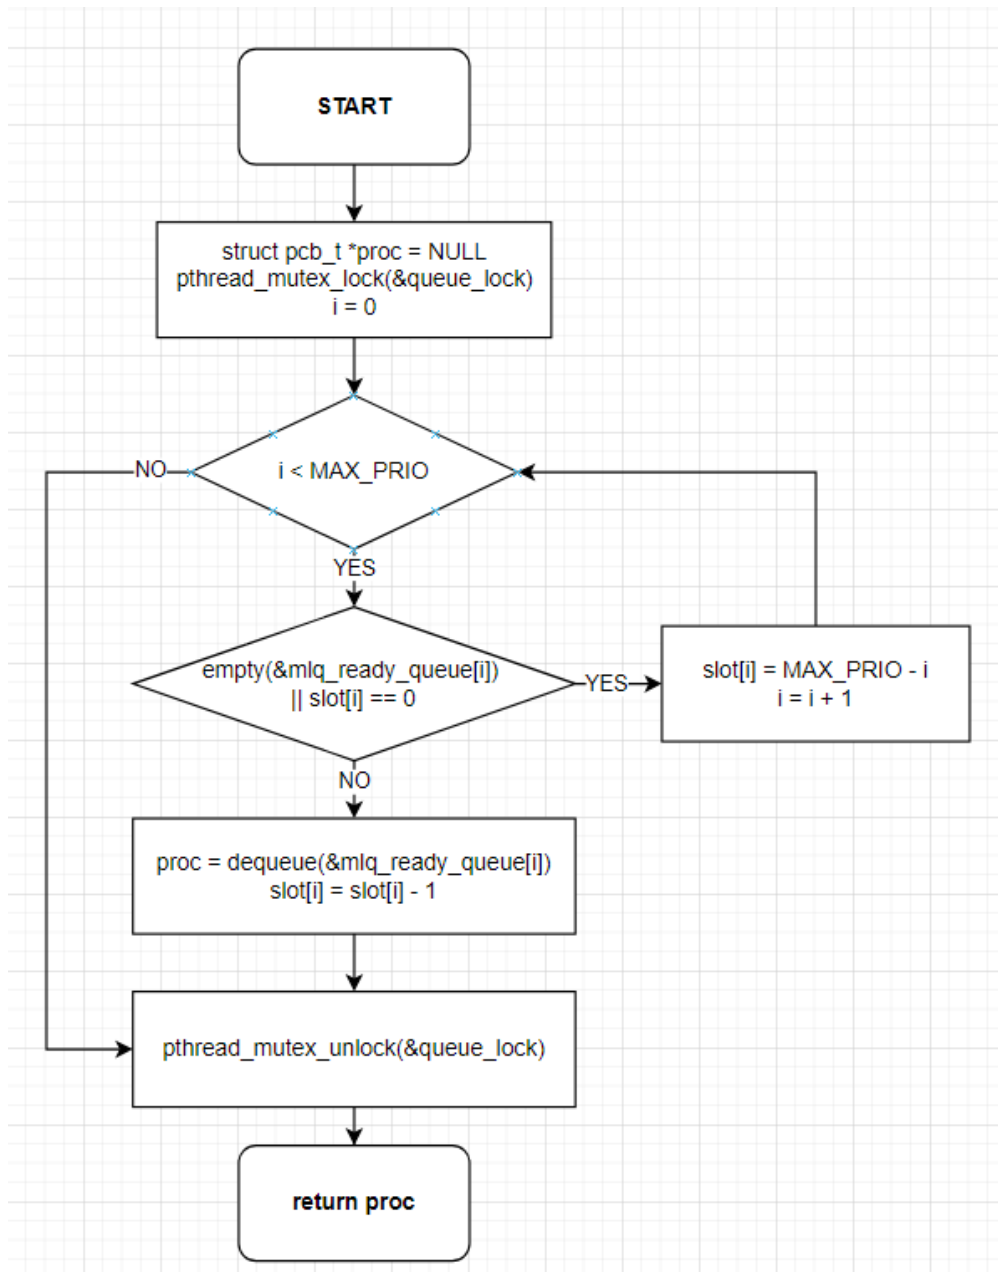 START
struct pcb_t *proc = NULL
pthread_mutex_lock(&queue_lock)
i = 0
i < MAX_PRIO
NO
YES
empty(&mlq_ready_queue[i])
|| slot[i] == 0
YES
slot[i] = MAX_PRIO - i
i = i + 1
NO
proc = dequeue(&mlq_ready_queue[i])
slot[i] = slot[i] - 1
pthread_mutex_unlock(&queue_lock)
return proc